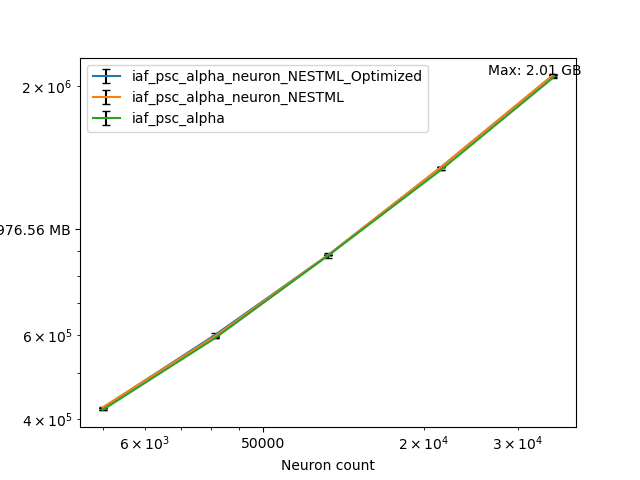 Max: 2.01 GB
iaf_psc_alpha_neuron_NESTML_Optimized
iaf_psc_alpha_neuron_NESTML
iaf_psc_alpha
2 × 10⁶
976.56 MB
6 × 10⁵
4 × 10⁵
6 × 10³
50000
2 × 10⁴
3 × 10⁴
Neuron count